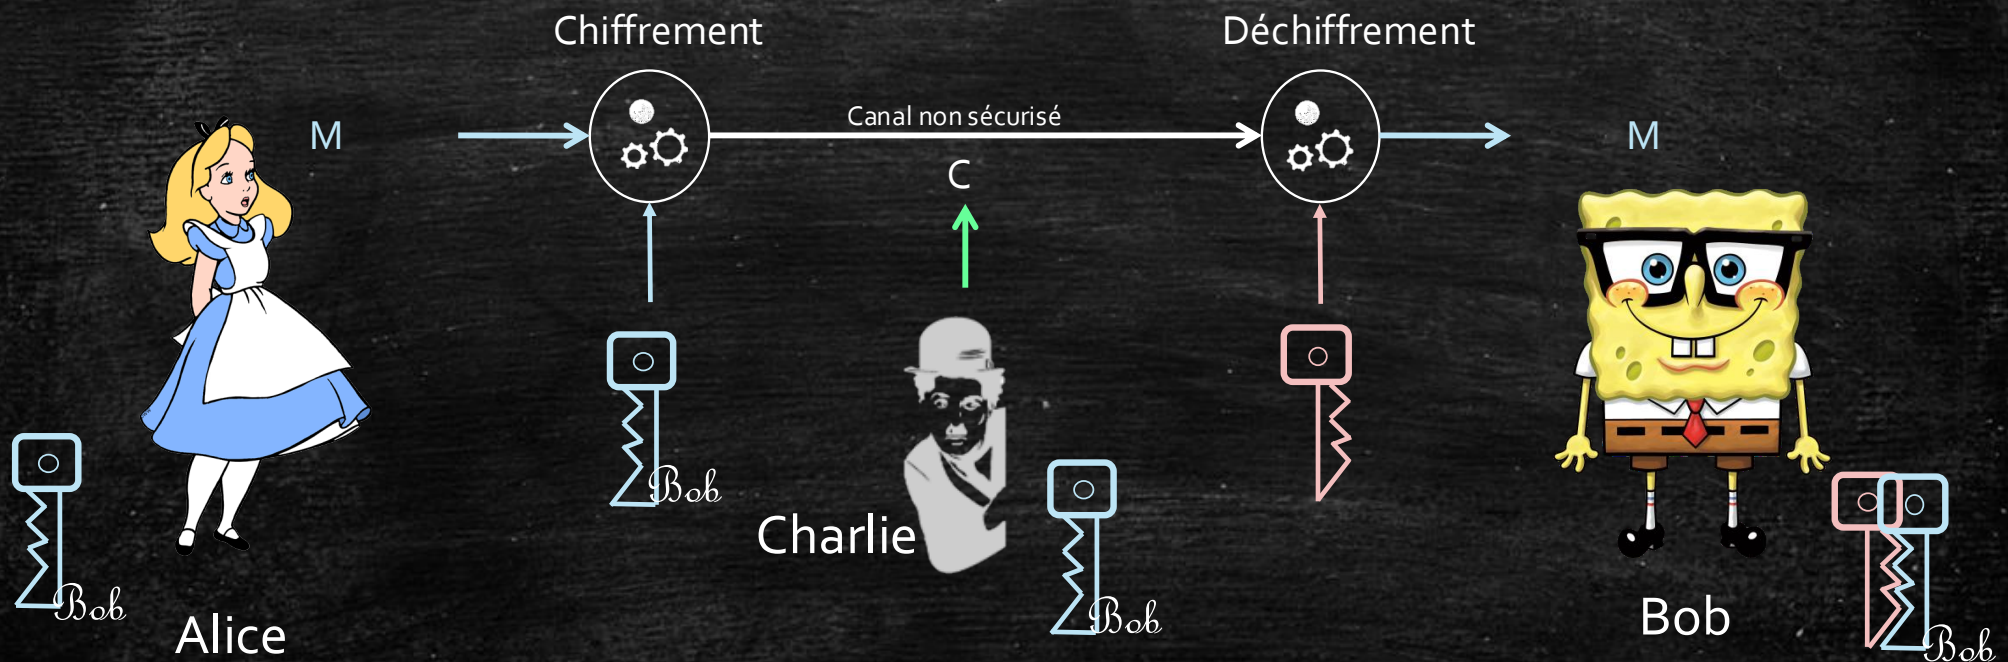 Chiffrement
Déchiffrement
M
Canal non sécurisé
M
C
Bob
Charlie
Bob
Bob
Alice
Bob
Bob